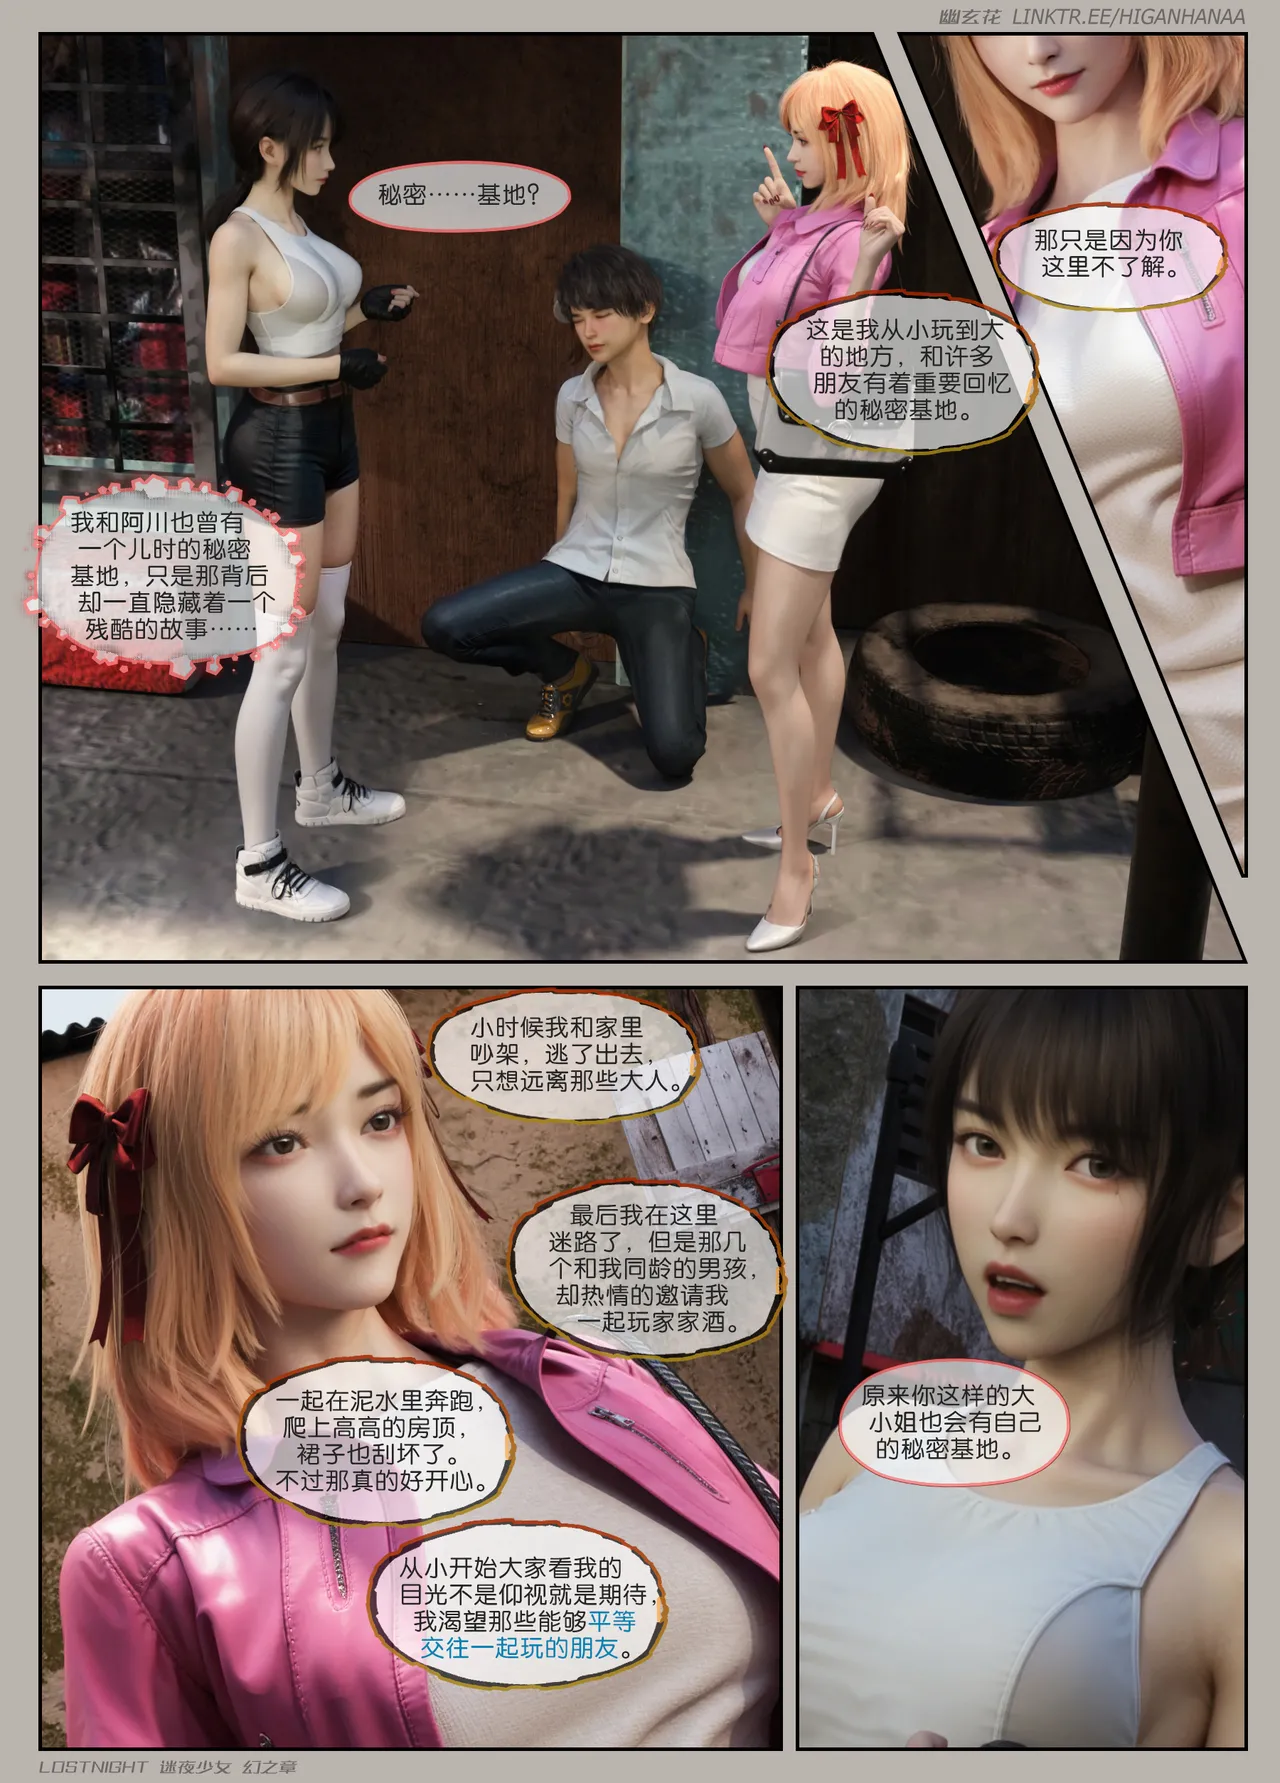 幽玄花 LINKTR.EE/HIGANHANAA
秘密……基地？
这是我从小玩到大
的地方，和许多
朋友有着重要回忆
的秘密基地。
那只是因为你
这里不了解。
我和阿川也曾有
一个儿时的秘密
基地，只是那背后
却一直隐藏着一个
残酷的故事……
小时候我和家里
吵架，逃了出去，
只想远离那些大人。
最后我在这里
迷路了，但是那几
个和我同龄的男孩，
却热情的邀请我
一起玩家家酒。
一起在泥水里奔跑，
爬上高高的房顶，
裙子也刮坏了。
不过那真的好开心。
从小开始大家看我的
目光不是仰视就是期待，
我渴望那些能够平等
交往一起玩的朋友。
原来你这样的大
小姐也会有自己
的秘密基地。
LOSTNIGHT 迷夜少女 幻之章